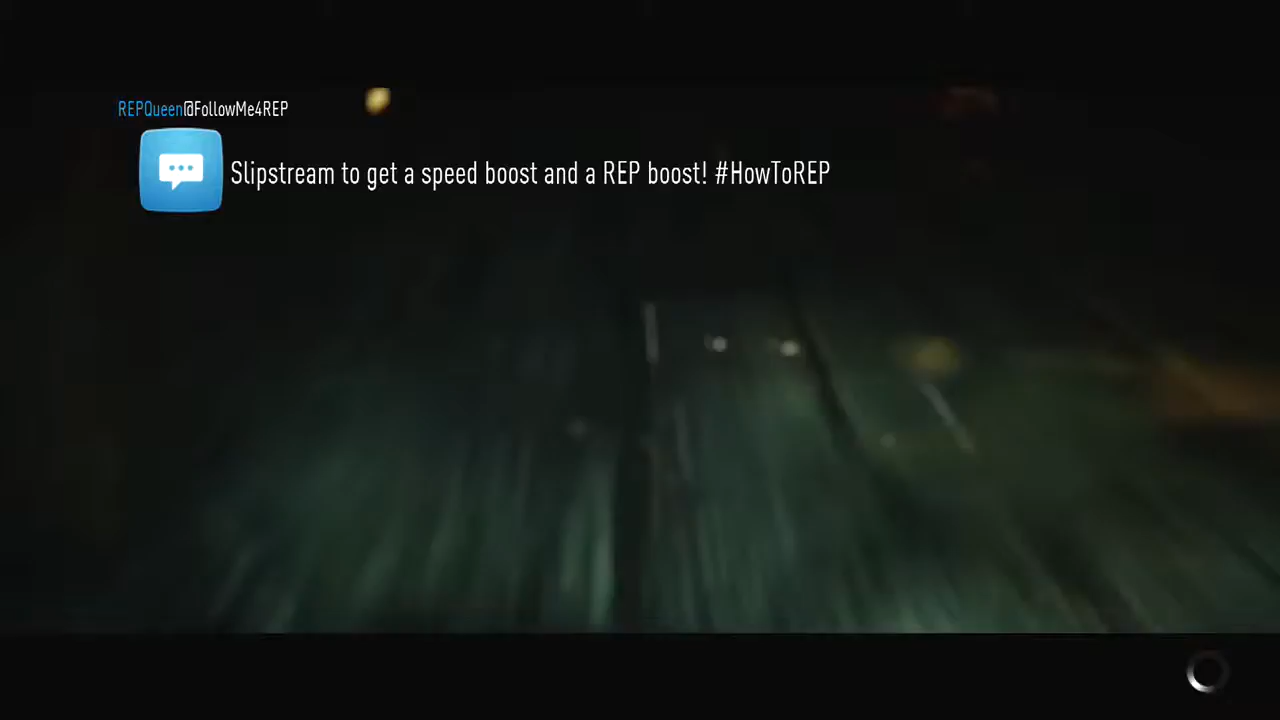 REPQueen@FollowMe4REP
Slipstream to get a speed boost and a REP boost! #HowToREP